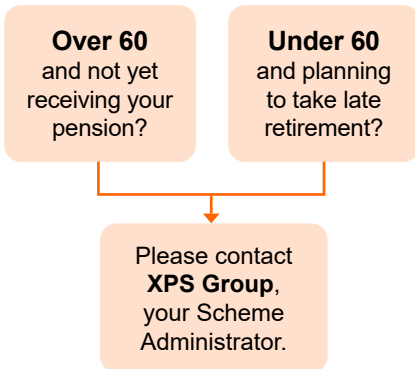 Over 60
and not yet
receiving your
pension?
Under 60
and planning
to take late
retirement?
Please contact
XPS Group,
your Scheme
Administrator.